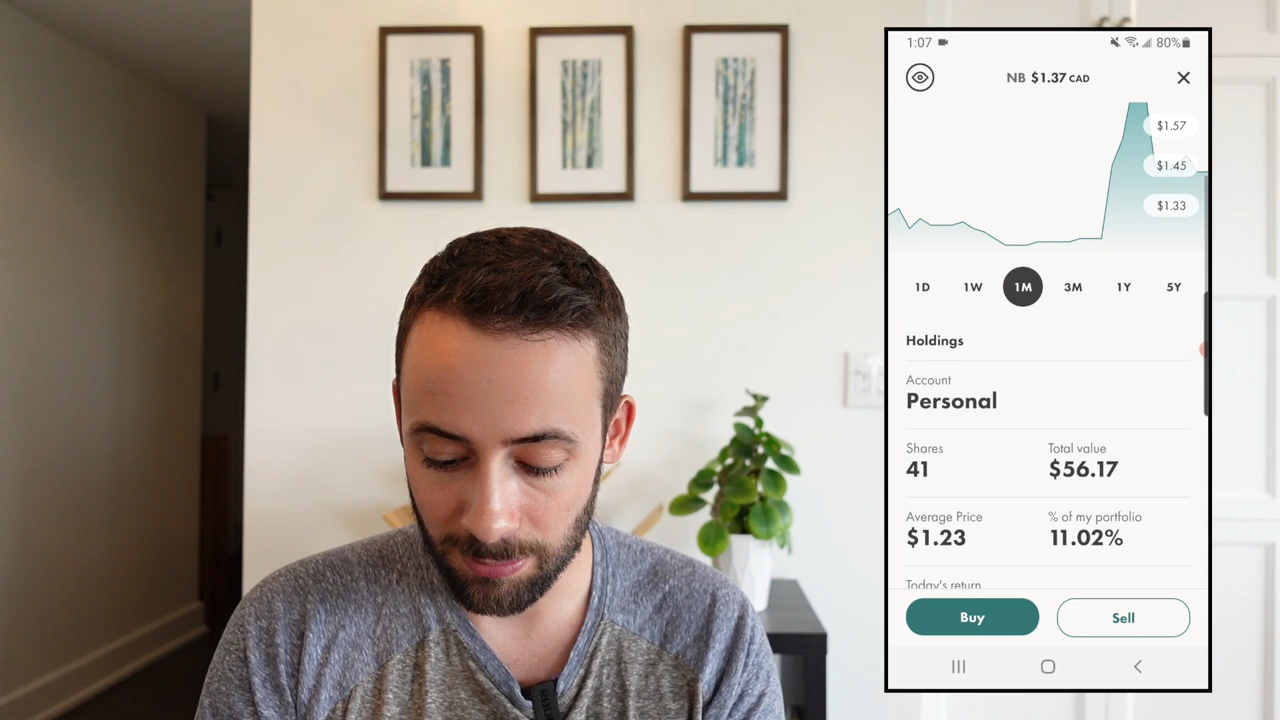 1:07 80%
NB $1.37 CAD
$1.57
$1.45
$1.33
1D 1W 1M 3M 1Y 5Y
Holdings
Account
Personal
Shares Total value
41 $56.17
Average Price % of my portfolio
$1.23 11.02%
Today's return
Buy Sell